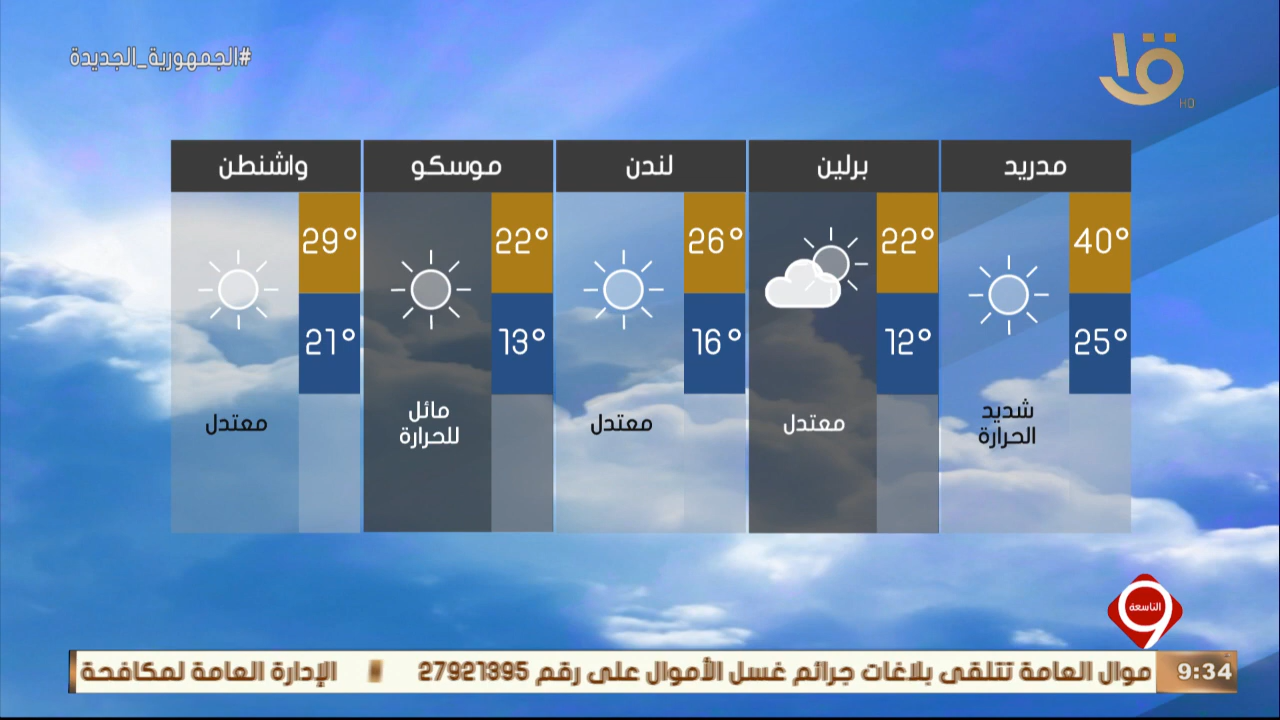 #الجمهورية_الجديدة
HD
مدريد
40°
25°
شديد
الحرارة
برلين
22°
12°
معتدل
لندن
26°
16°
معتدل
موسكو
22°
13°
مائل
للحرارة
واشنطن
29°
21°
معتدل
التاسعة
9
9:34
موال العامة تتلقى بلاغات جرائم غسل الأموال على رقم 27921395 الإدارة العامة لمكافحة